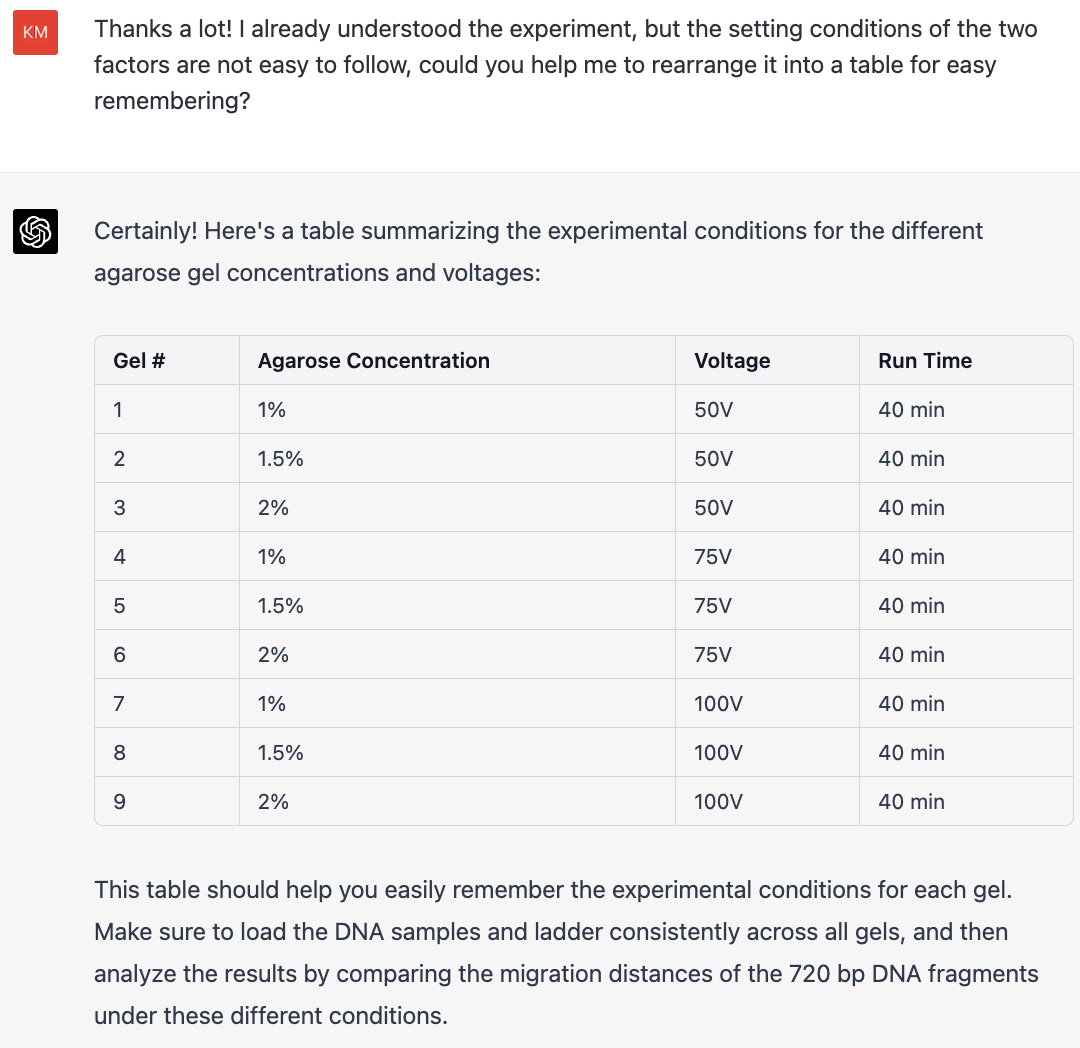 KM
Thanks a lot! I already understood the experiment, but the setting conditions of the two
factors are not easy to follow, could you help me to rearrange it into a table for easy
remembering?
Certainly! Here's a table summarizing the experimental conditions for the different
agarose gel concentrations and voltages:
Gel # Agarose Concentration Voltage Run Time
1 1% 50V 40 min
2 1.5% 50V 40 min
3 2% 50V 40 min
4 1% 75V 40 min
5 1.5% 75V 40 min
6 2% 75V 40 min
7 1% 100V 40 min
8 1.5% 100V 40 min
9 2% 100V 40 min
This table should help you easily remember the experimental conditions for each gel.
Make sure to load the DNA samples and ladder consistently across all gels, and then
analyze the results by comparing the migration distances of the 720 bp DNA fragments
under these different conditions.